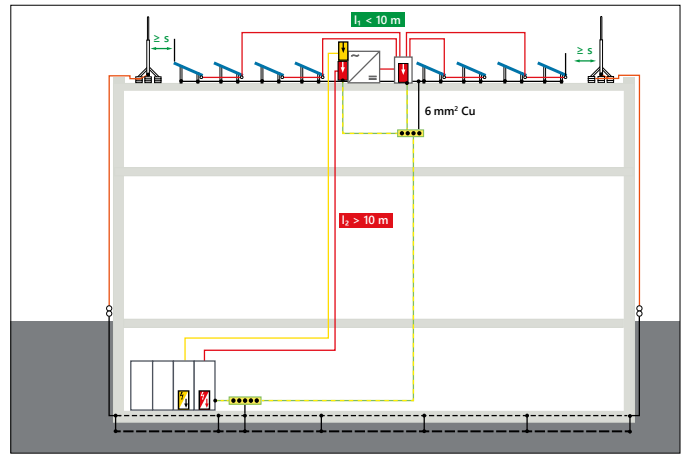 l₁ < 10 m
≥ s
≥ s
~
=
6 mm² Cu
l₂ > 10 m